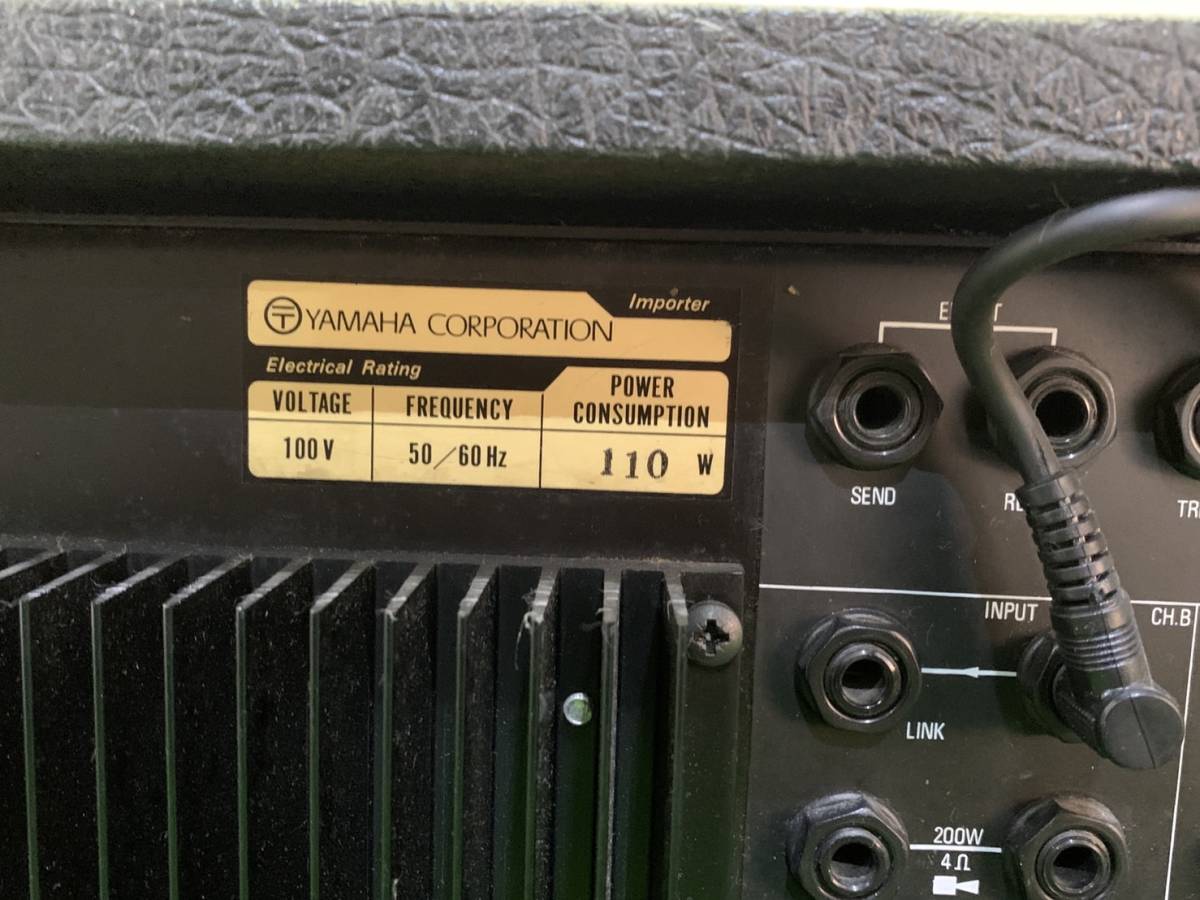 Importer
YAMAHA CORPORATION
Electrical Rating
VOLTAGE
FREQUENCY
POWER
CONSUMPTION
100V
50/60Hz
110 W
SEND
INPUT
CH.B
LINK
200W
4Ω